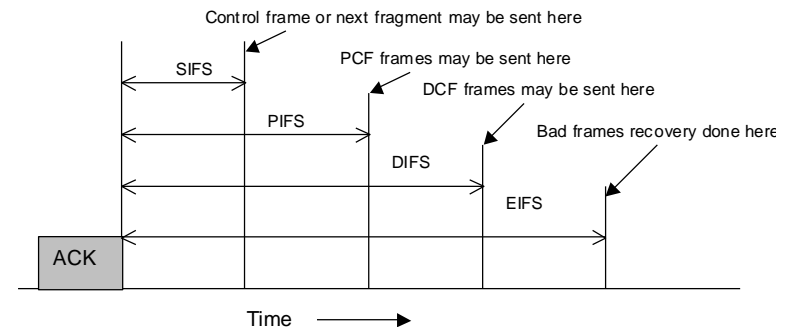 Control frame or next fragment may be sent here
SIFS
PCF frames may be sent here
DCF frames may be sent here
PIFS
Bad frames recovery done here
DIFS
EIFS
ACK
Time